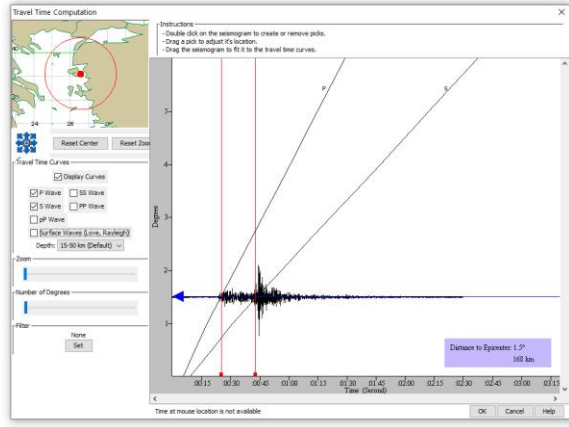 Travel Time Computation
Instructions
- Double click on the seismogram to create or remove picks.
- Drag a pick to adjust it's location.
- Drag the seismogram to fit it to the travel time curves.
24 26 28
Reset Center Reset Zoo
Travel Time Curves
Display Curves
P Wave SS Wave
S Wave PP Wave
pP Wave
Surface Waves (Love, Rayleigh)
Depth: 15-50 km (Default)
Zoom
Number of Degrees
Filter
None
Set
P S
5
4
3
2
1
Degrees
Distance to Epicenter: 1.5°
168 km
00:15 00:30 00:45 01:00 01:15 01:30 01:45 02:00 02:15 02:30 02:45 03:00 03:15
Time (Second)
Time at mouse location is not available
OK Cancel Help